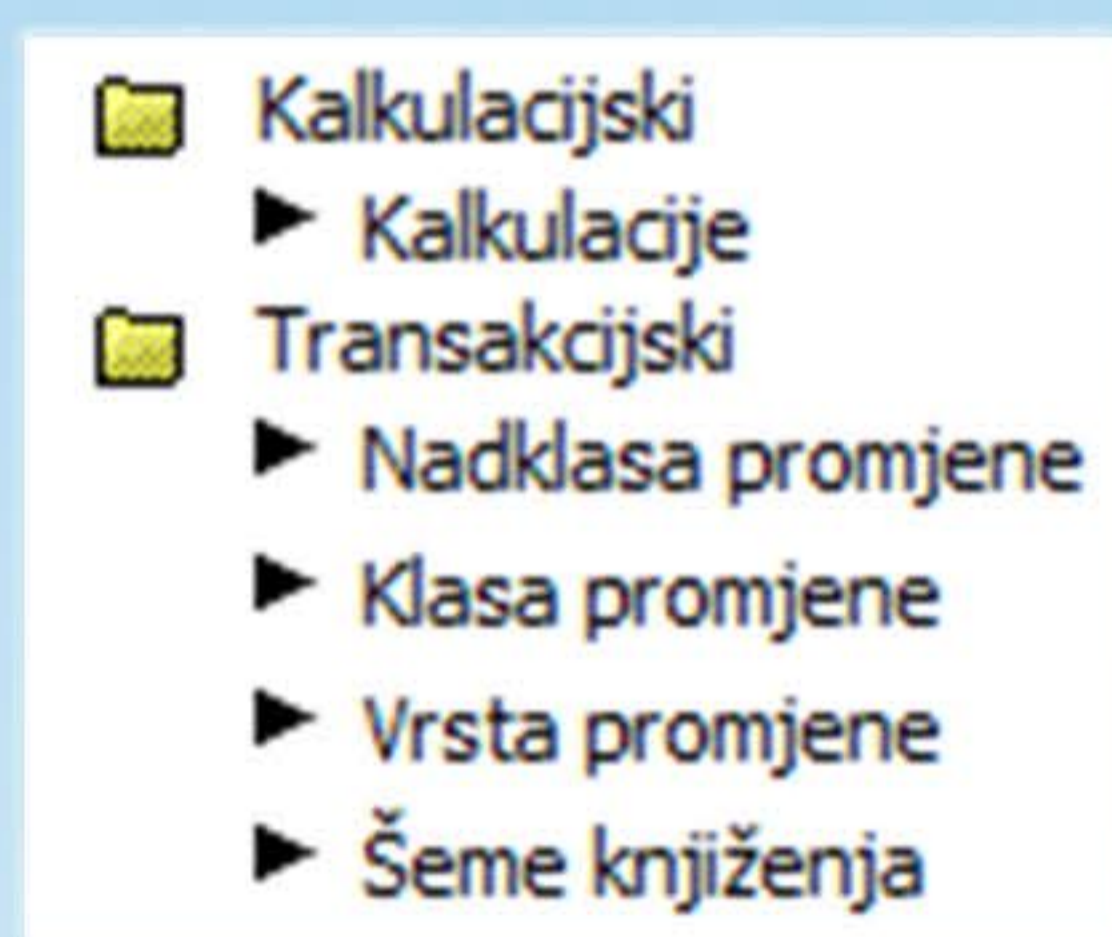 Kalkulacijski
Kalkulacije
Transakcijski
Nadklasa promjene
Klasa promjene
Vrsta promjene
Šeme knjiženja